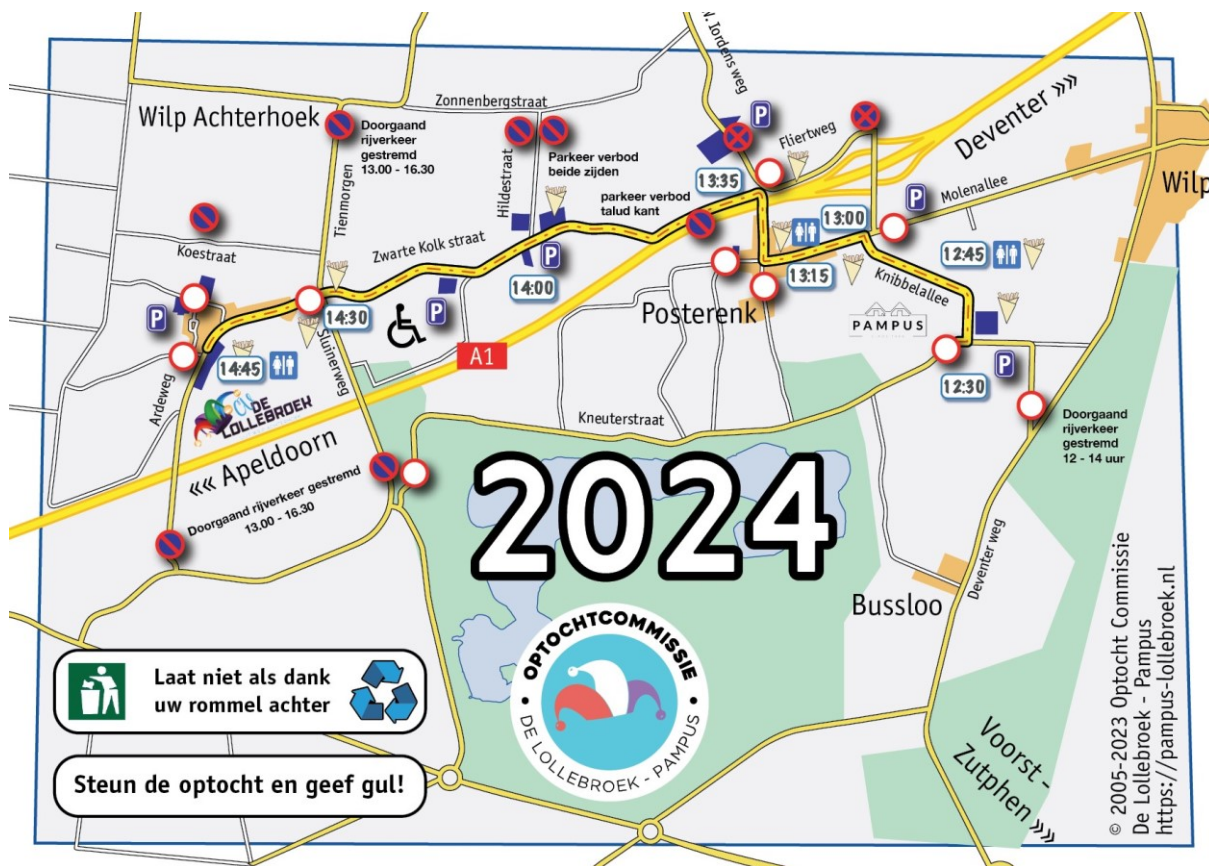 N. Iordens weg
Zonnenbergstraat
Wilp Achterhoek
Doorgaand
rijverkeer
gestremd
13.00 - 16.30
Tienmorgen
Hildestraat
Parkeer verbod
beide zijden
P
Fliertweg
Deventer »»
Wilp
13:35
parkeer verbod
talud kant
Molenallee
P
13:00
Koestraat
Zwarte Kolk straat
P
14:00
13:15
12:45
Knibbelallee
Posterenk
PAMPUS
P
P
14:30
A1
P
12:30
Sluinerweg
14:45
Ardeweg
CV DE
LOLLEBROEK
Kneuterstraat
Doorgaand
rijverkeer
gestremd
12 - 14 uur
«« Apeldoorn
Doorgaand rijverkeer gestremd
13.00 - 16.30
2024
Bussloo
Deventer weg
OPTOCHTCOMMISSIE
• DE LOLLEBROEK - PAMPUS •
Laat niet als dank
uw rommel achter
Steun de optocht en geef gul!
Voorst -
Zutphen »»
© 2005-2023 Optocht Commissie
De Lollebroek - Pampus
https://pampus-lollebroek.nl